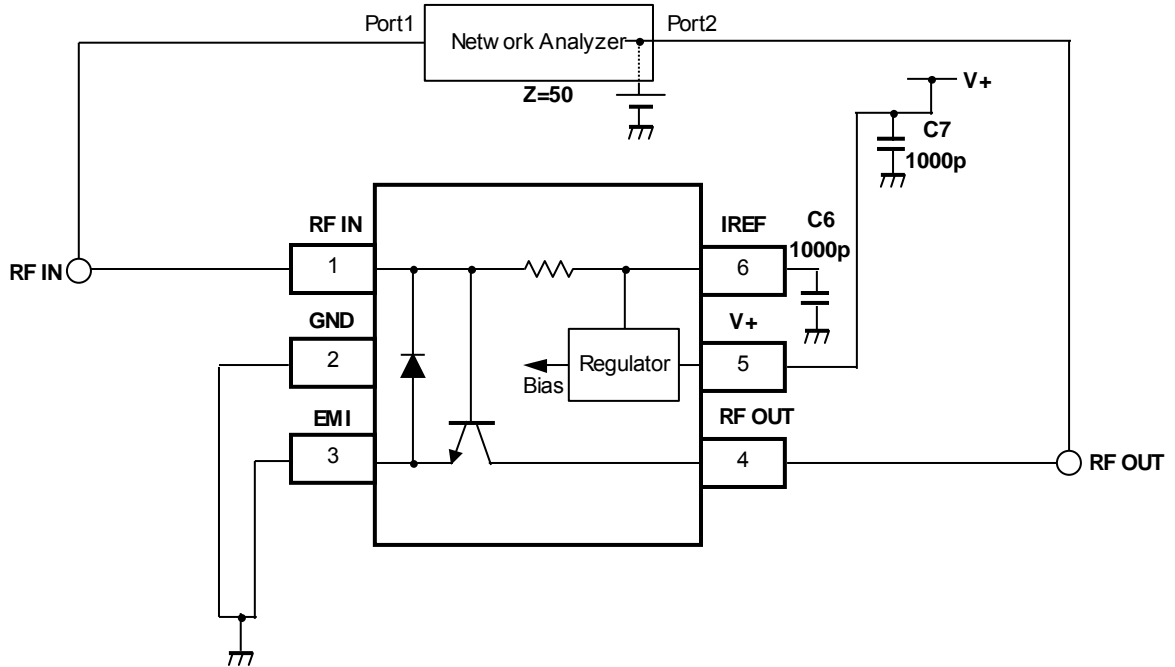 Port1
Network Analyzer
Port2
Z=50
V+
C7
1000p
RF IN
IREF
C6
1000p
RF IN
1
6
GND
V+
2
Regulator
5
Bias
EMI
RF OUT
3
4
RF OUT